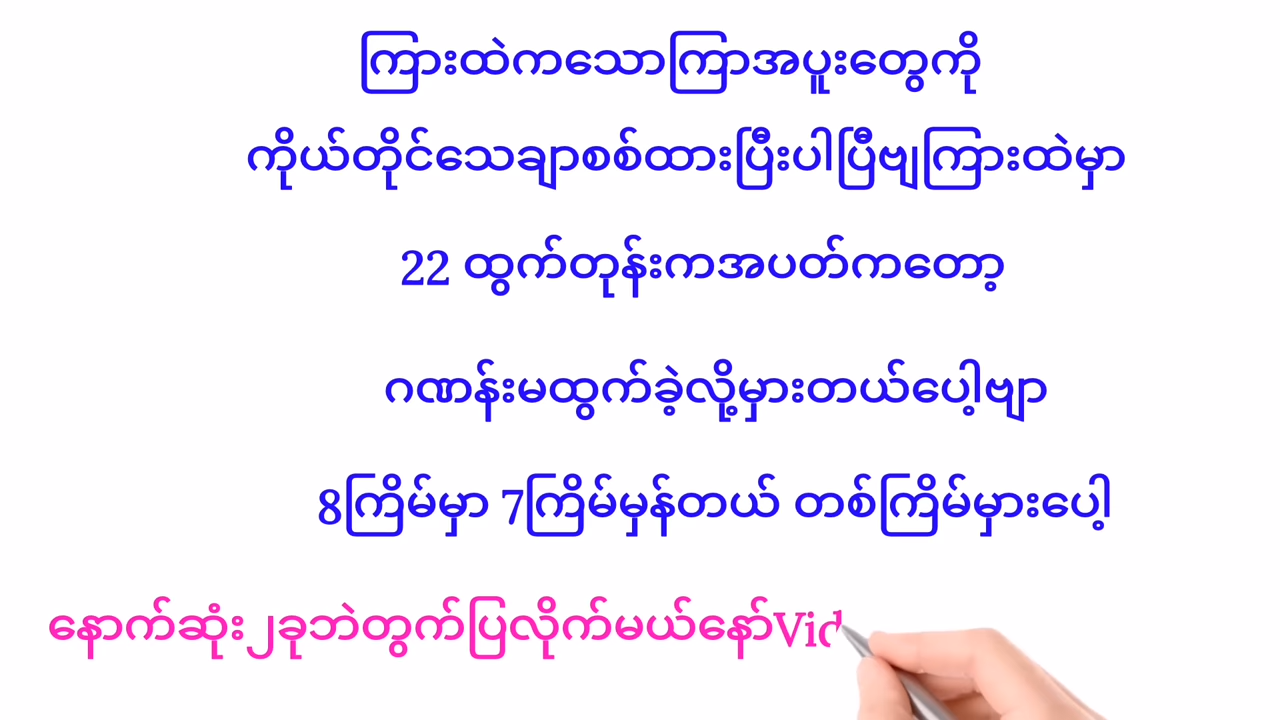 ကြားထဲကသောကြာအပူးတွေကို
ကိုယ်တိုင်သေချာစစ်ထားပြီးပါပြီဗျကြားထဲမှာ
22 ထွက်တုန်းကအပတ်ကတော့
ဂဏန်းမထွက်ခဲ့လို့မှားတယ်ပေါ့ဗျာ
8ကြိမ်မှာ 7ကြိမ်မှန်တယ် တစ်ကြိမ်မှားပေါ့
နောက်ဆုံး၂ခုဘဲတွက်ပြလိုက်မယ်နော်Vid